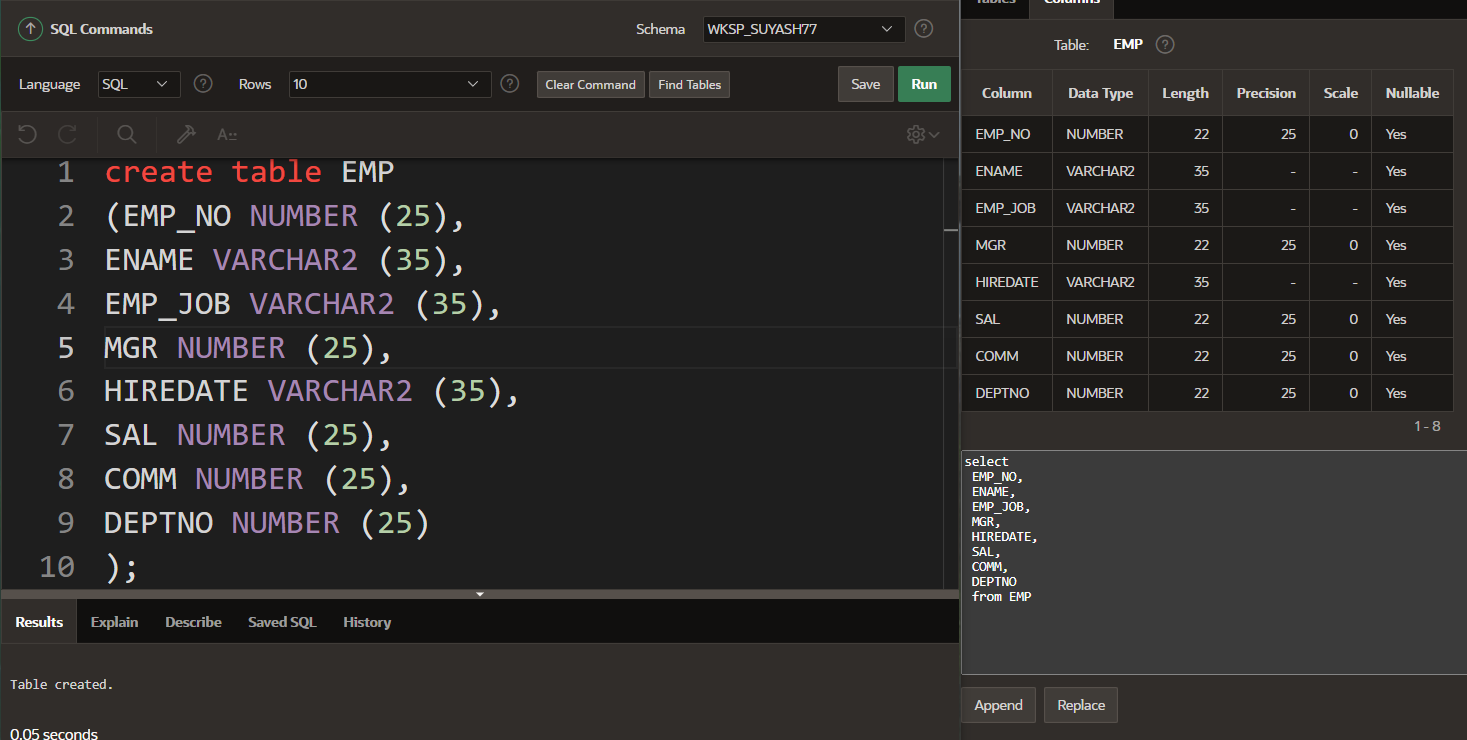 SQL Commands
Schema WKSP_SUYASH77
Language SQL Rows 10 Clear Command Find Tables Save Run
1 create table EMP
2 (EMP_NO NUMBER (25),
3 ENAME VARCHAR2 (35),
4 EMP_JOB VARCHAR2 (35),
5 MGR NUMBER (25),
6 HIREDATE VARCHAR2 (35),
7 SAL NUMBER (25),
8 COMM NUMBER (25),
9 DEPTNO NUMBER (25)
10 );
Results Explain Describe Saved SQL History
Table created.
0.05 seconds
Tables Columns
Table: EMP
Column Data Type Length Precision Scale Nullable
EMP_NO NUMBER 22 25 0 Yes
ENAME VARCHAR2 35 - - Yes
EMP_JOB VARCHAR2 35 - - Yes
MGR NUMBER 22 25 0 Yes
HIREDATE VARCHAR2 35 - - Yes
SAL NUMBER 22 25 0 Yes
COMM NUMBER 22 25 0 Yes
DEPTNO NUMBER 22 25 0 Yes
1 - 8
select
EMP_NO,
ENAME,
EMP_JOB,
MGR,
HIREDATE,
SAL,
COMM,
DEPTNO
from EMP
Append Replace